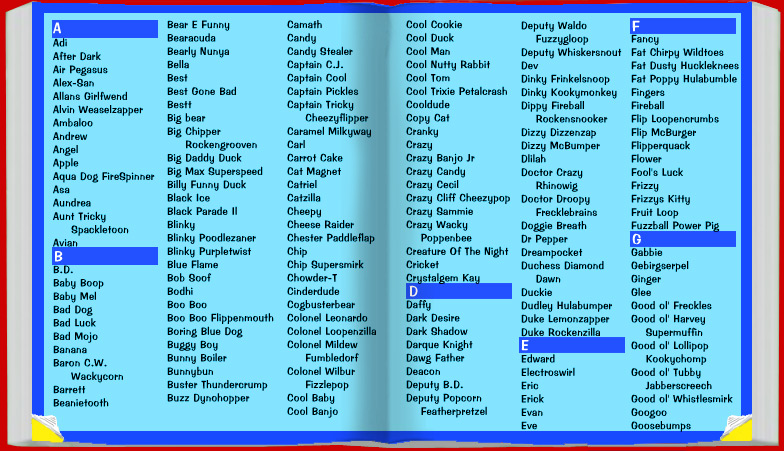 A
Adi
After Dark
Air Pegasus
Alex-San
Allans Girlfwend
Alvin Weaselzapper
Ambaloo
Andrew
Angel
Apple
Aqua Dog FireSpinner
Asa
Aundrea
Aunt Tricky
Spackletoon
Avian
B
B.D.
Baby Boop
Baby Mel
Bad Dog
Bad Luck
Bad Mojo
Banana
Baron C.W.
Wackycorn
Barrett
Beanietooth
Bear E Funny
Bearacuda
Bearly Nunya
Bella
Best
Best Gone Bad
Bestt
Big bear
Big Chipper
Rockengrooven
Big Daddy Duck
Big Max Superspeed
Billy Funny Duck
Black Ice
Black Parade II
Blinky
Blinky Poodlezaner
Blinky Purpletwist
Blue Flame
Bob Soof
Bodhi
Boo Boo
Boo Boo Flippenmouth
Boring Blue Dog
Buggy Boy
Bunny Boiler
Bunnybun
Buster Thundercrump
Buzz Dynohopper
Camath
Candy
Candy Stealer
Captain C.J.
Captain Cool
Captain Pickles
Captain Tricky
Cheezyflipper
Caramel Milkyway
Carl
Carrot Cake
Cat Magnet
Catriel
Catzilla
Cheepy
Cheese Raider
Chester Paddleflap
Chip
Chip Supersmirk
Chowder-T
Cinderdude
Cogbusterbear
Colonel Leonardo
Colonel Loopenzilla
Colonel Mildew
Fumbledorf
Colonel Wilbur
Fizzlepop
Cool Baby
Cool Banjo
Cool Cookie
Cool Duck
Cool Man
Cool Nutty Rabbit
Cool Tom
Cool Trixie Petalcrash
Cooldude
Copy Cat
Cranky
Crazy
Crazy Banjo Jr
Crazy Candy
Crazy Cecil
Crazy Cliff Cheezypop
Crazy Sammie
Crazy Wacky
Poppenbee
Creature Of The Night
Cricket
Crystalgem Kay
D
Daffy
Dark Desire
Dark Shadow
Darque Knight
Dawg Father
Deacon
Deputy B.D.
Deputy Popcorn
Featherpretzel
Deputy Waldo
Fuzzygloop
Deputy Whiskersnout
Dev
Dinky Frinkelsnoop
Dinky Kookymonkey
Dippy Fireball
Rockensnooker
Dizzy Dizzenzap
Dizzy McBumper
Dlilah
Doctor Crazy
Rhinowig
Doctor Droopy
Frecklebrains
Doggie Breath
Dr Pepper
Dreampocket
Duchess Diamond
Dawn
Duckie
Dudley Hulabumper
Duke Lemonzapper
Duke Rockenzilla
E
Edward
Electroswirl
Eric
Erick
Evan
Eve
F
Fancy
Fat Chirpy Wildtoes
Fat Dusty Huckleknees
Fat Poppy Hulabumble
Fingers
Fireball
Flip Loopencrumbs
Flip McBurger
Flipperquack
Flower
Fool's Luck
Frizzy
Frizzys Kitty
Fruit Loop
Fuzzball Power Pig
G
Gabbie
Gebirgserpel
Ginger
Glee
Good ol' Freckles
Good ol' Harvey
Supermuffin
Good ol' Lollipop
Kookychomp
Good ol' Tubby
Jabberscreech
Good ol' Whistlesmirk
Googoo
Goosebumps